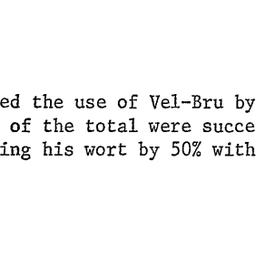 ed the use of Vel-Bru by
of the total were succe
ing his wort by 50% with